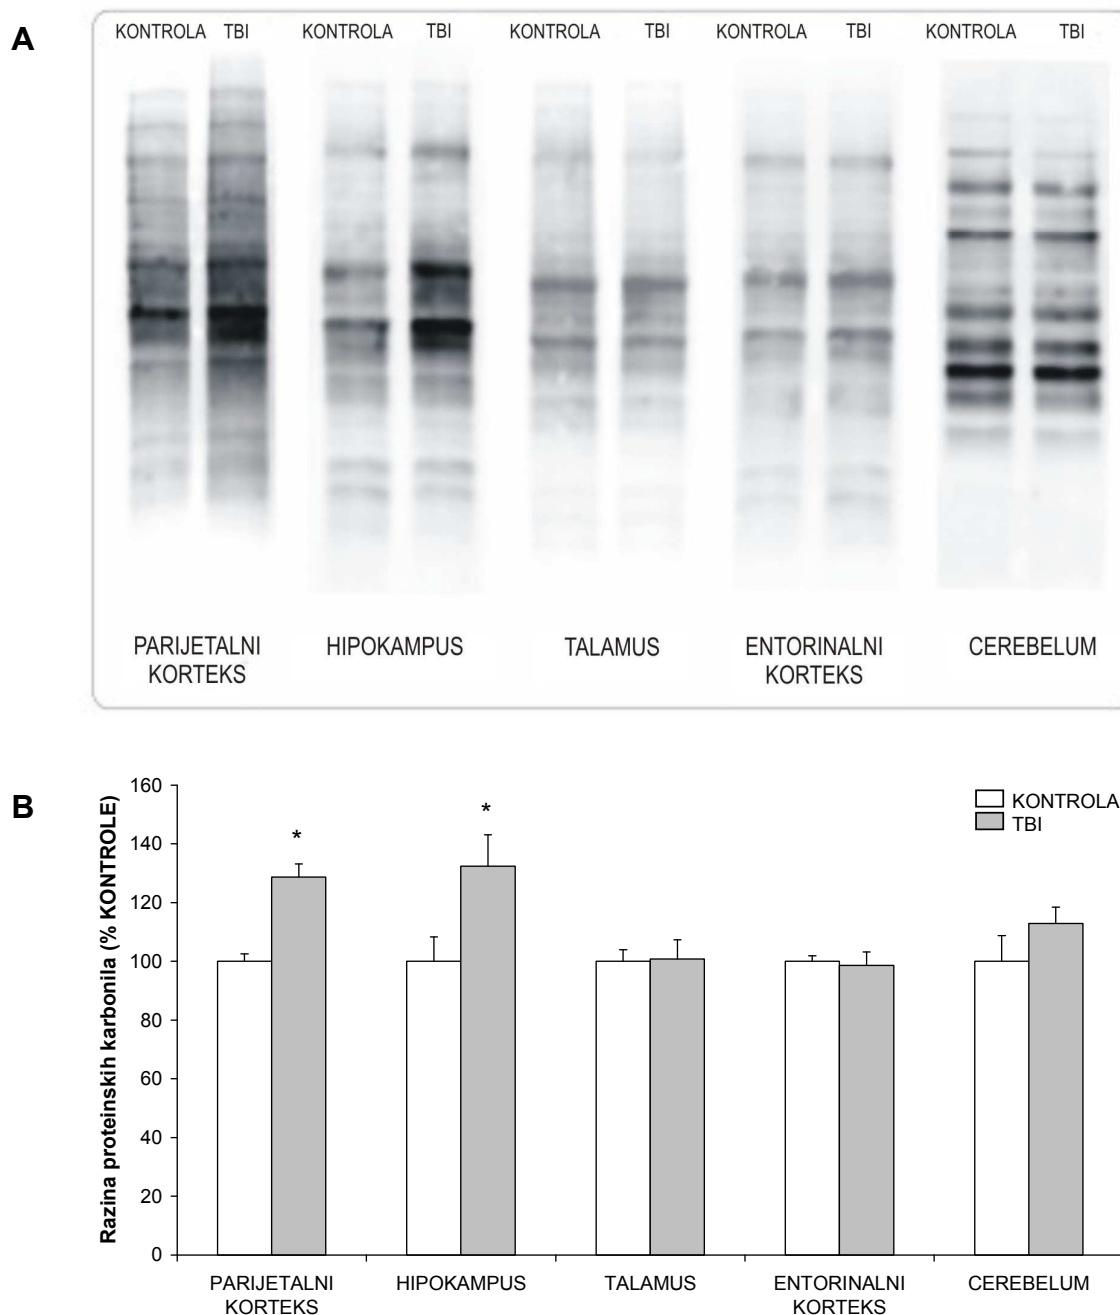 A
KONTROLA TBI KONTROLA TBI KONTROLA TBI KONTROLA TBI KONTROLA TBI
PARIJETALNI
KORTEKS
HIPOKAMPUS
TALAMUS
ENTORINALNI
KORTEKS
CEREBELUM
B
Razina proteinskih karbonila (% KONTROLE)
160
140
120
100
80
60
40
20
0
*
*
KONTROLA
TBI
PARIJETALNI
KORTEKS
HIPOKAMPUS
TALAMUS
ENTORINALNI
KORTEKS
CEREBELUM